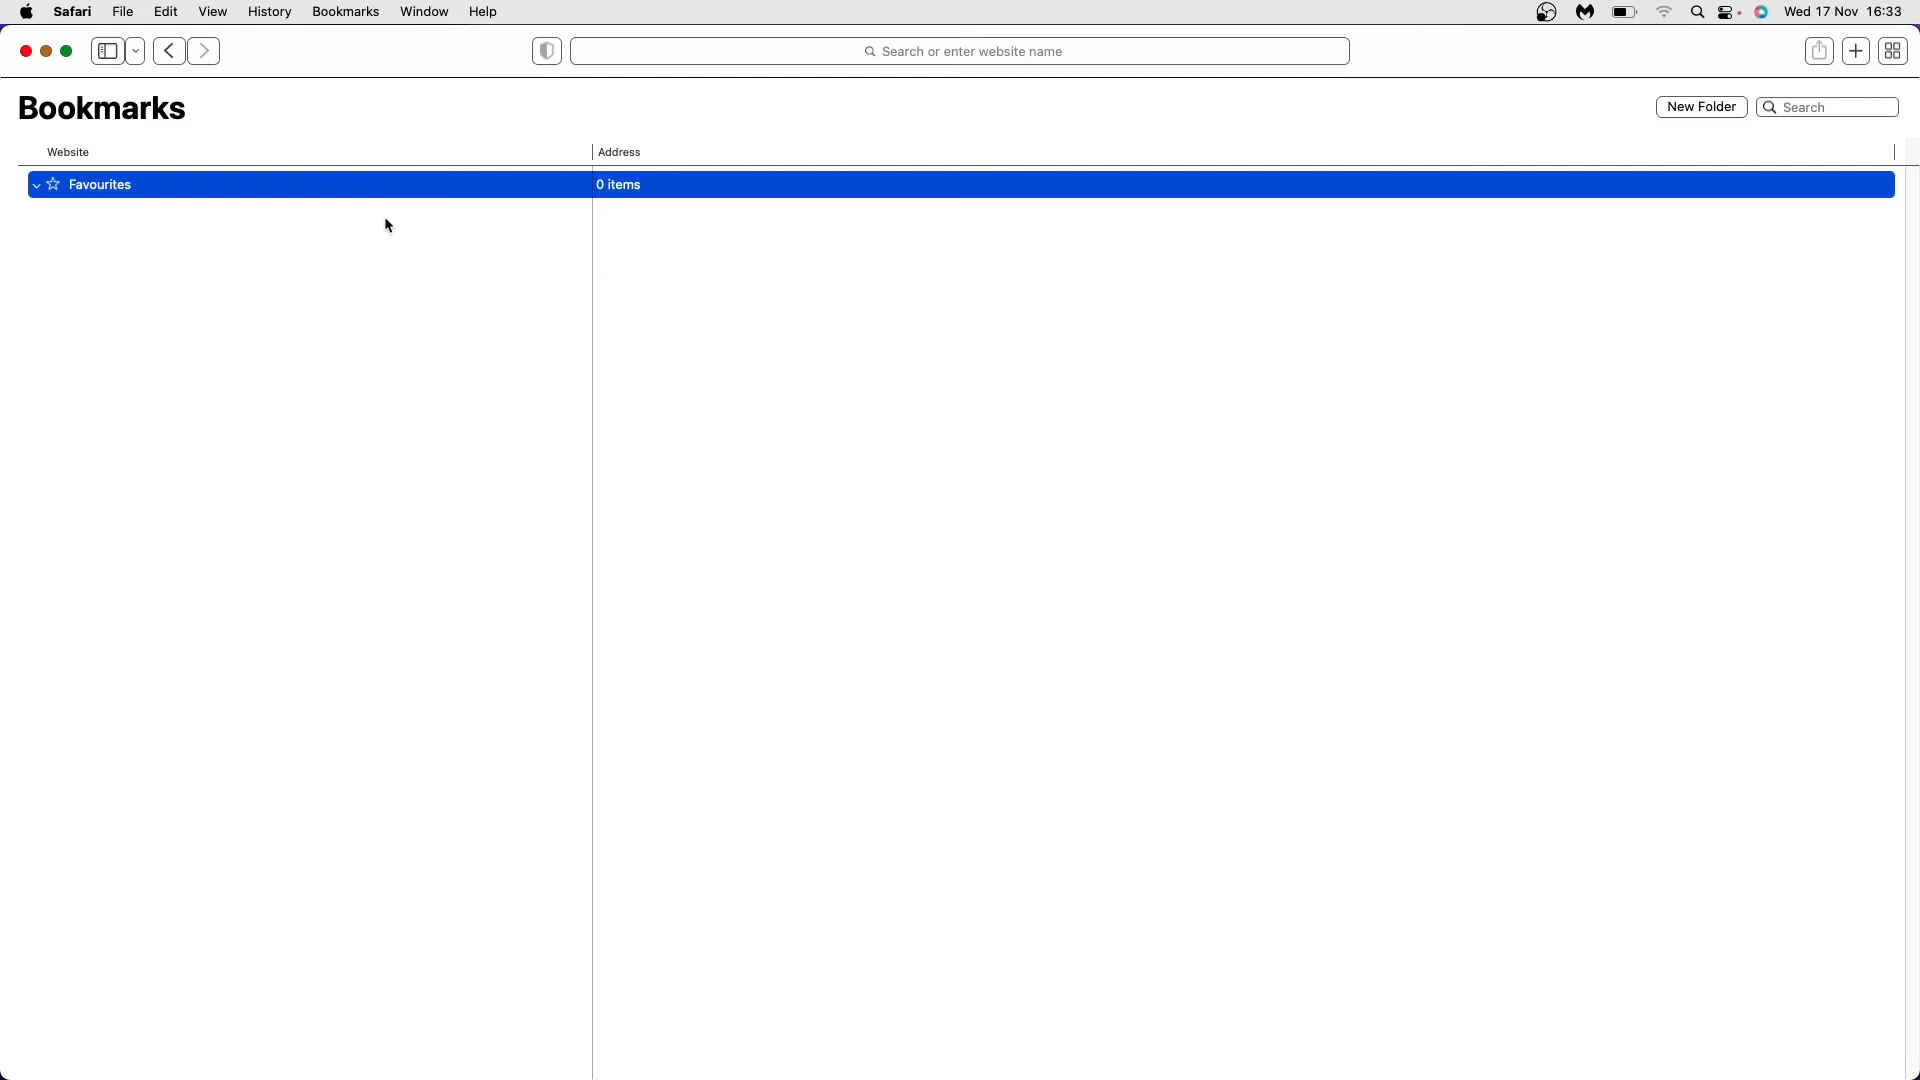 Safari File Edit View History Bookmarks Window Help Wed 17 Nov 16:33
Search or enter website name
Bookmarks New Folder Search
Website Address
Favourites 0 items